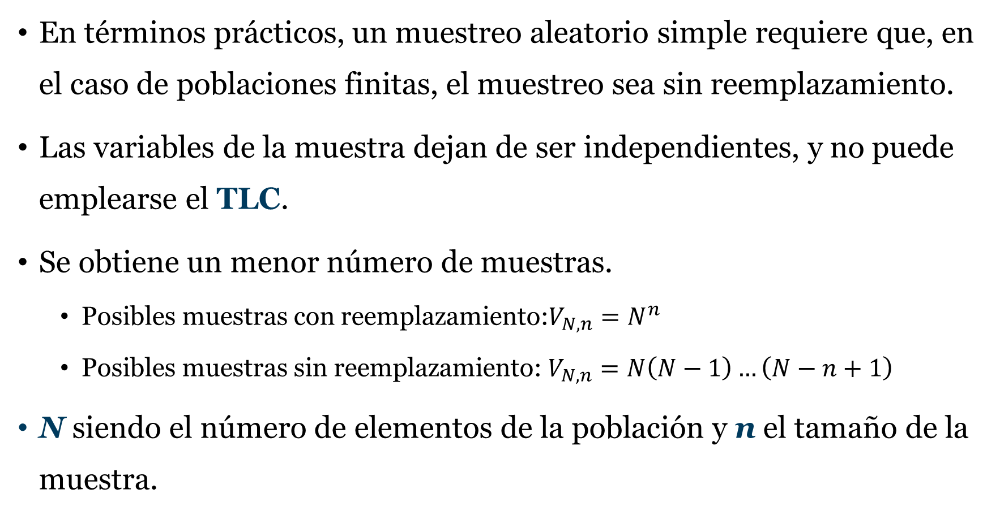 • En términos prácticos, un muestreo aleatorio simple requiere que, en
el caso de poblaciones finitas, el muestreo sea sin reemplazamiento.
• Las variables de la muestra dejan de ser independientes, y no puede
emplearse el TLC.
• Se obtiene un menor número de muestras.
• Posibles muestras con reemplazamiento:𝑉_{𝑁,𝑛} = 𝑁^𝑛
• Posibles muestras sin reemplazamiento: 𝑉_{𝑁,𝑛} = 𝑁(𝑁 − 1) … (𝑁 − 𝑛 + 1)
• N siendo el número de elementos de la población y n el tamaño de la
muestra.